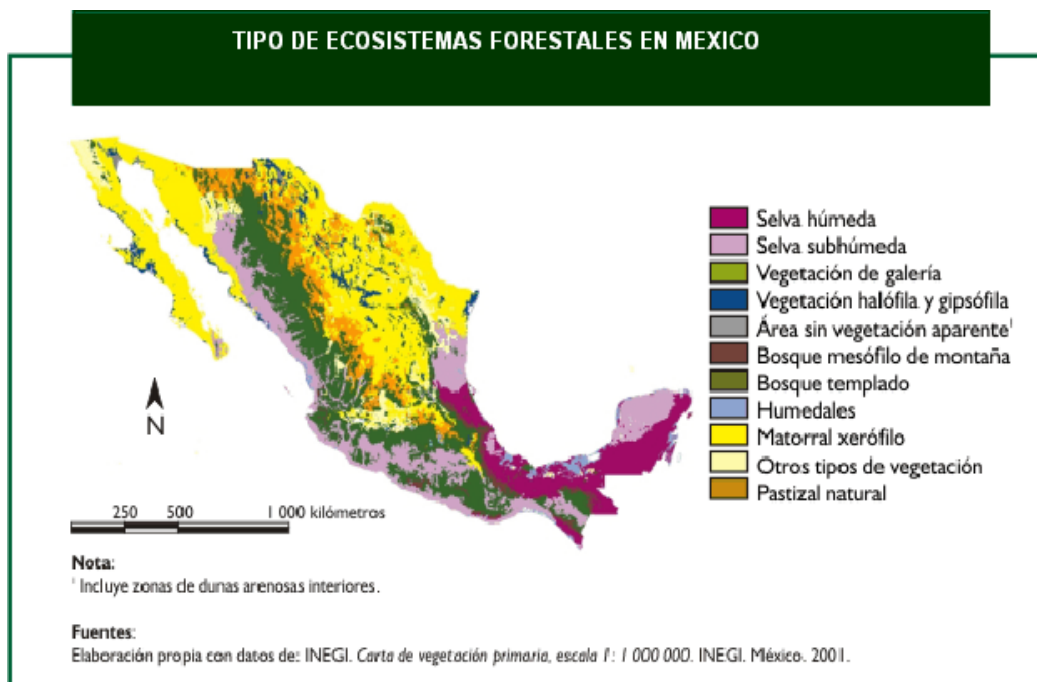 TIPO DE ECOSISTEMAS FORESTALES EN MEXICO
Selva húmeda
Selva subhúmeda
Vegetación de galería
Vegetación halófila y gipsófila
Área sin vegetación aparente¹
Bosque mesófilo de montaña
Bosque templado
Humedales
Matorral xerófilo
Otros tipos de vegetación
Pastizal natural
N
250 500 1 000 kilómetros
Nota:
¹ Incluye zonas de dunas arenosas interiores.
Fuentes:
Elaboración propia con datos de: INEGI. Carta de vegetación primaria, escala 1: 1 000 000. INEGI. México. 2001.